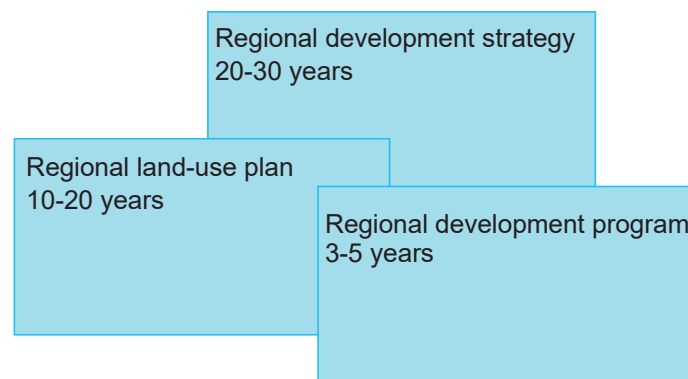 Regional development strategy
20-30 years
Regional land-use plan
10-20 years
Regional development program
3-5 years